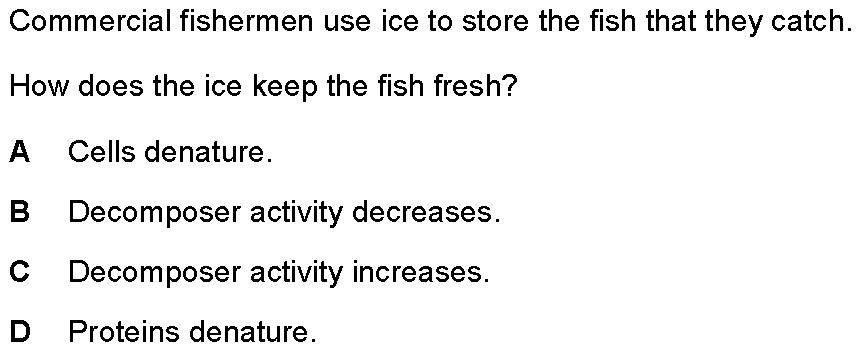 Commercial fishermen use ice to store the fish that they catch.
How does the ice keep the fish fresh?
A Cells denature.
B Decomposer activity decreases.
C Decomposer activity increases.
D Proteins denature.